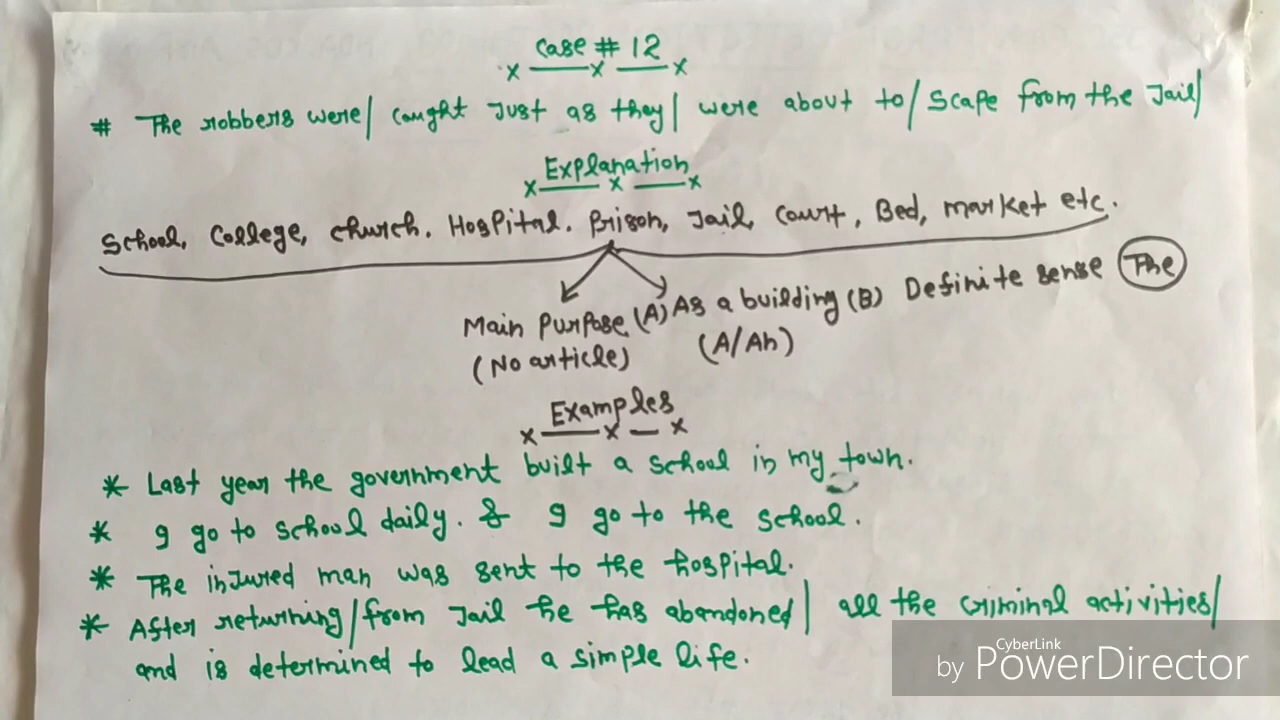 Case # 12
# The robbers were/ caught Just as they/ were about to/ Scape from the Jail/
Explanation
School, College, church. Hospital. Prison, Jail, Court, Bed, market etc.
Main Purpose (A) As a building (B) Definite sense The
(No article) (A/An)
Examples
* Last year the government built a school in my town.
* I go to school daily. & I go to the school.
* The injured man was sent to the hospital.
* After returning/from Jail he has abandoned/ all the criminal activities/
and is determined to lead a simple life.
by CyberLink PowerDirector